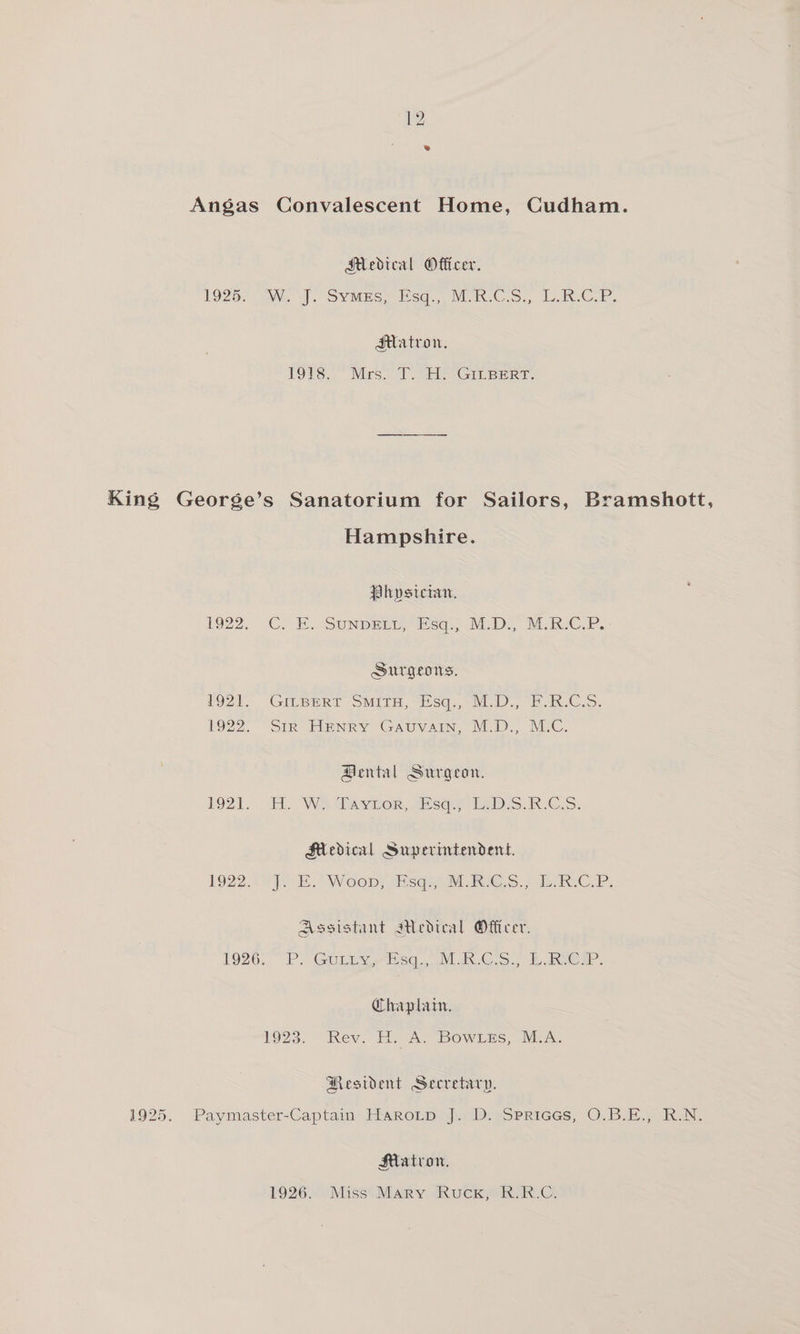 12
Angas Convalescent Home, Cudham.
Medical Officer.
1925. W. J. SYMES, Esq., M.R.C.S., L.R.C.P.
Matron.
1918. Mrs. T. H. GILBERT.
King George's Sanatorium for Sailors, Bramshott,
Hampshire.
Physician.
1922. C. E. SUNDELL, Esq., M.D., M.R.C.P.
Surgeons.
1921. GILBERT SMITH, Esq., M.D., F.R.C.S.
1922. SIR HENRY GAUVAIN, M.D., M.C.
Dental Surgeon.
1921. H. W. TAYLOR, Esq., L.D.S.R.C.S.
Medical Superintendent.
1922. J. E. WOOD, Esq., M.R.C.S., L.R.C.P.
Assistant Medical Officer.
1926. P. GULLY, Esq., M.R.C.S., L.R.C.P.
Chaplain.
1923. Rev. H. A. BOWLES, M.A.
Resident Secretary.
1925. Paymaster-Captain HAROLD J. D. SPRIGGS, O.B.E., R.N.
Matron.
1926. Miss MARY RUCK, R.R.C.